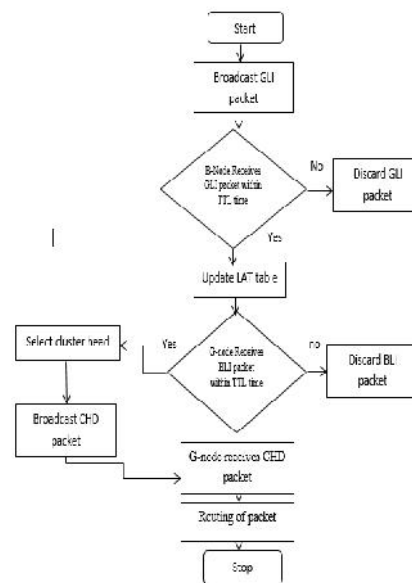 Start
Broadcast GLI
packet
B-Node Receives
GLI packet within
TTL time
No
Discard GLI
packet
Yes
Update LAT table
Select cluster head
Yes
G-node Receives
BLI packet
within TTL time
no
Discard BLI
packet
Broadcast CHD
packet
G-node receives CHD
packet
Routing of packet
Stop